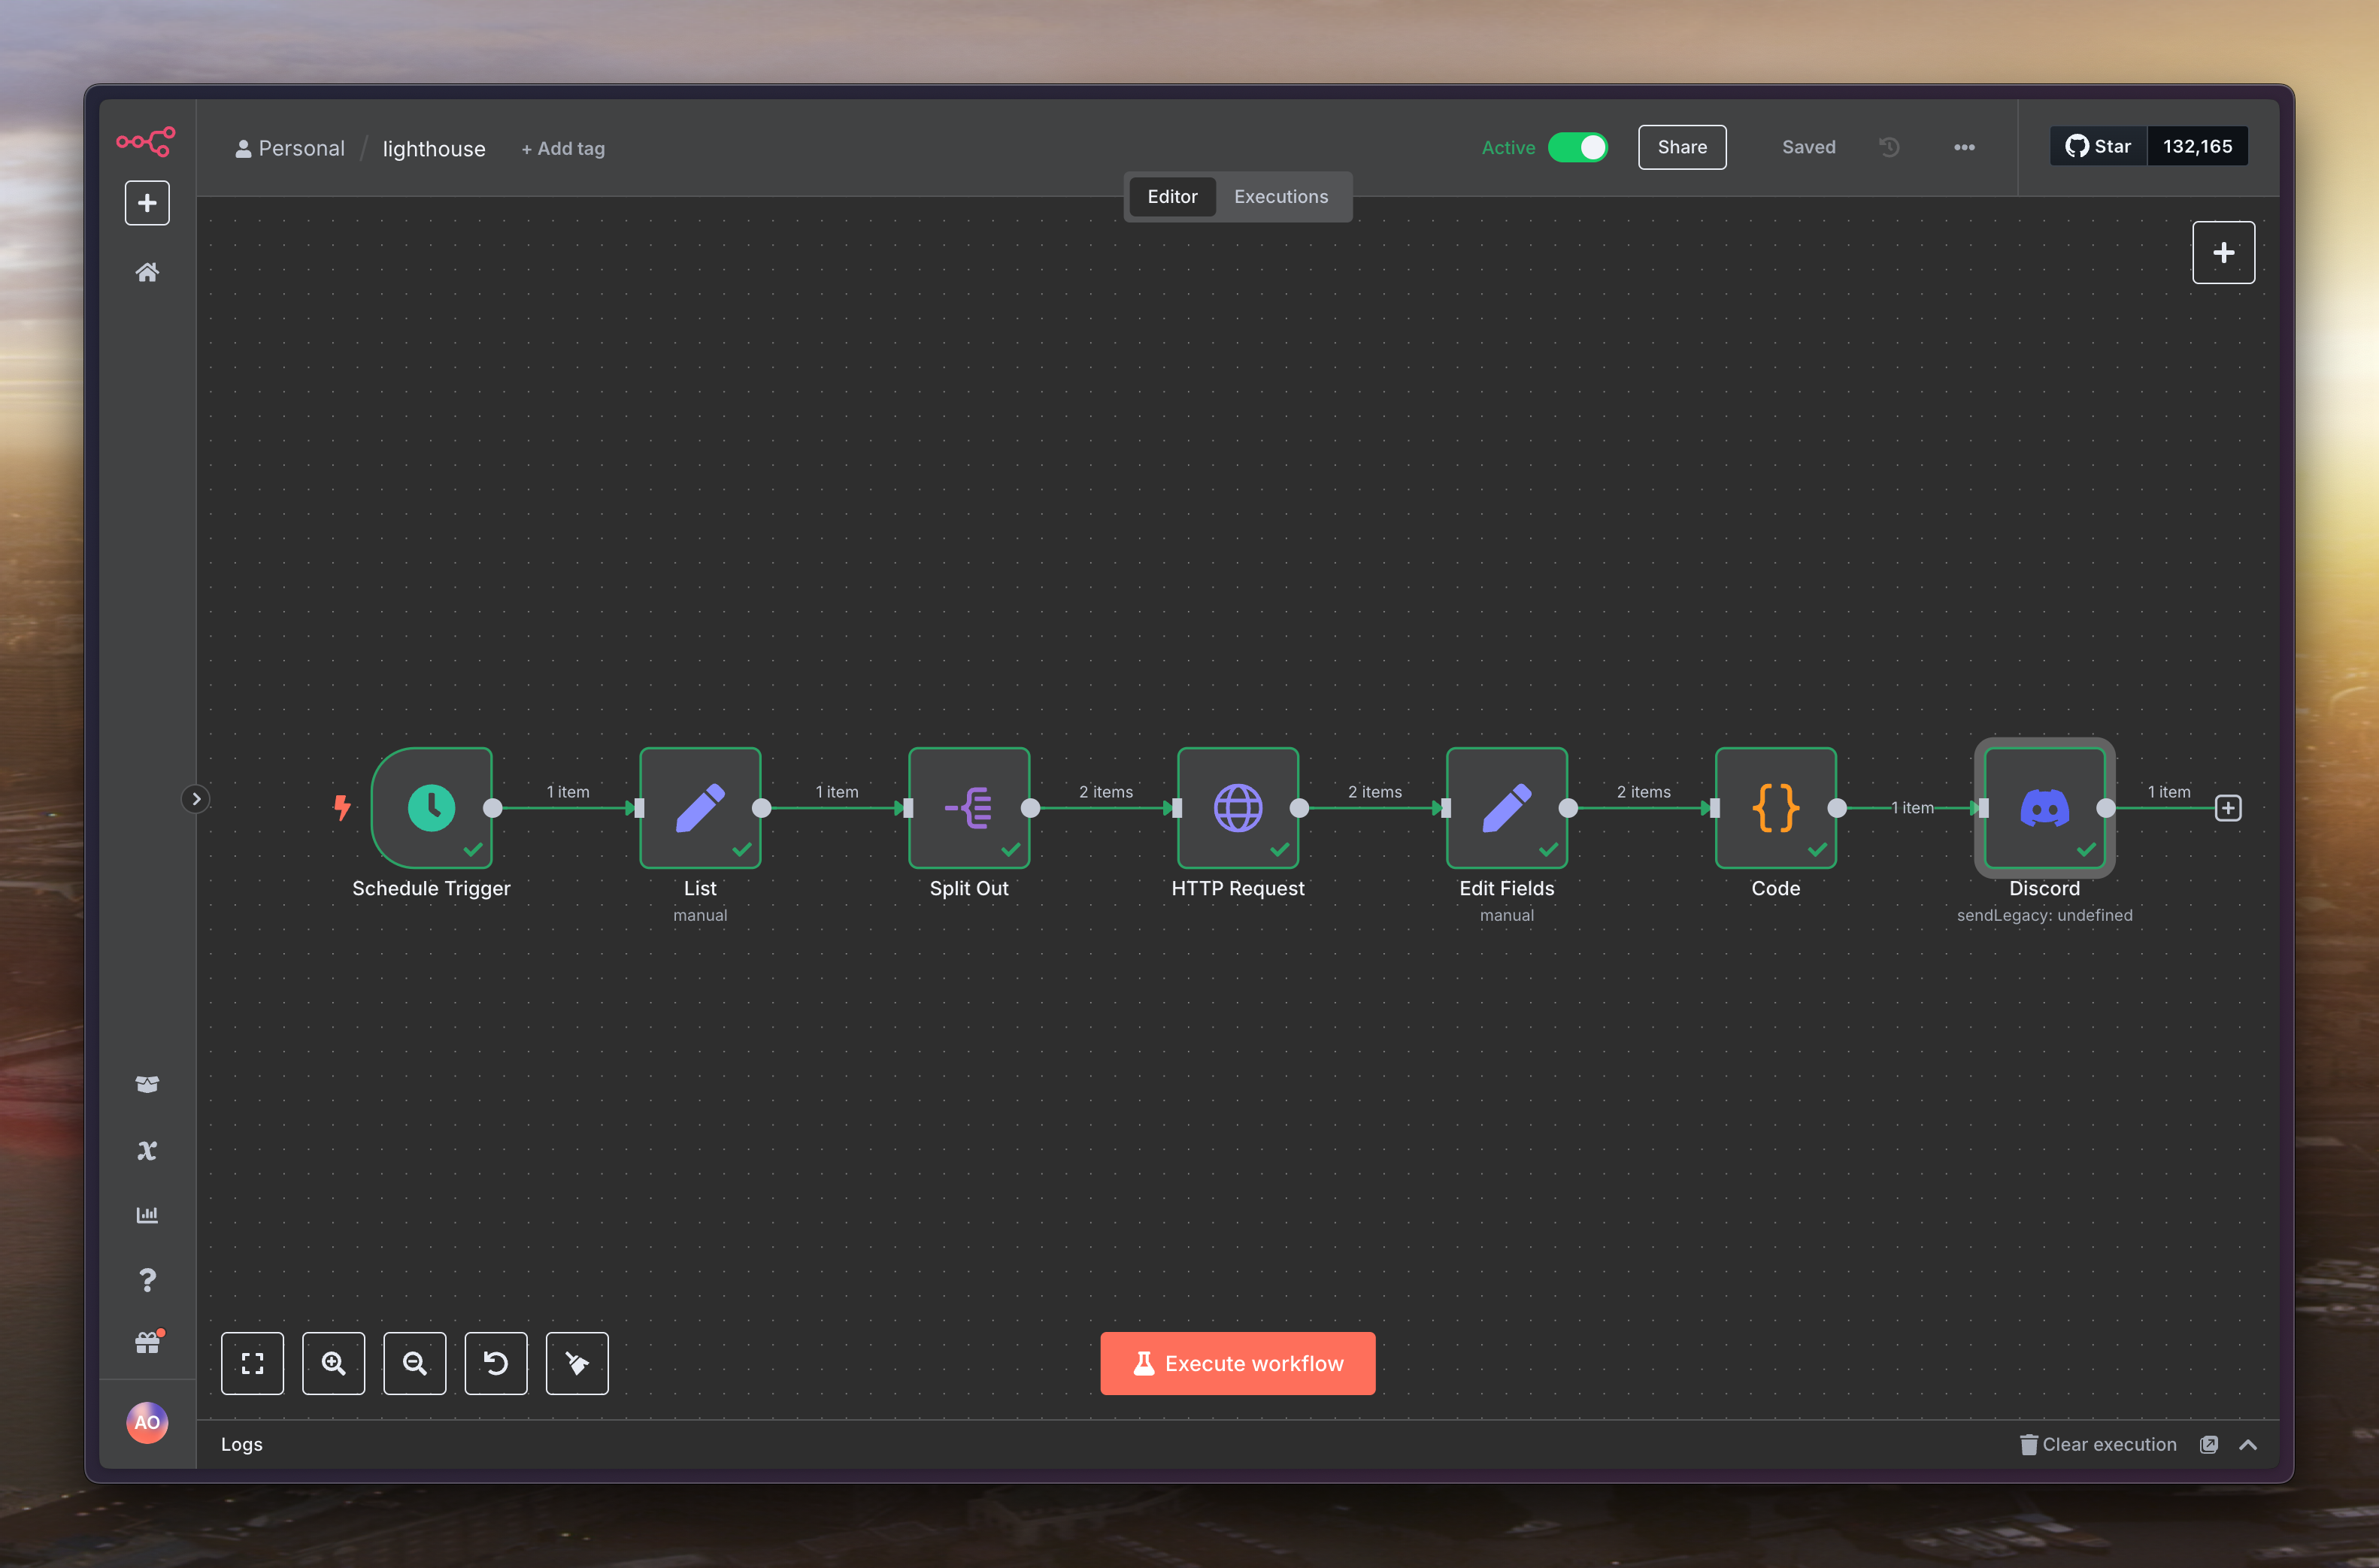 Personal / lighthouse + Add tag
Active Share Saved Star 132,165
Editor Executions
1 item 1 item 2 items 2 items 2 items 1 item 1 item
Schedule Trigger List Split Out HTTP Request Edit Fields Code Discord
manual manual sendLegacy: undefined
Execute workflow
AO
Logs Clear execution